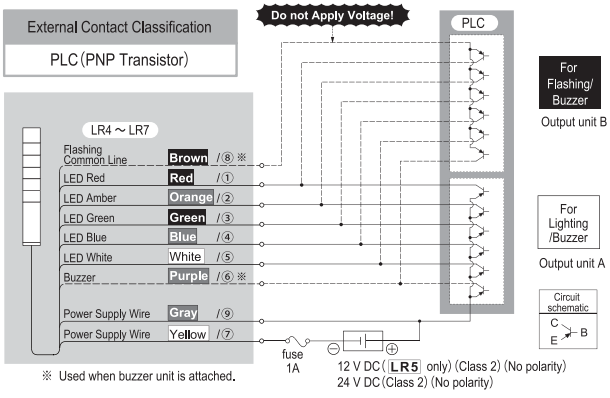 External Contact Classification
PLC (PNP Transistor)
Do not Apply Voltage!
PLC
For
Flashing/
Buzzer
Output unit B
LR4 ～ LR7
Flashing
Common Line
Brown /⑧ ※
LED Red
Red /①
LED Amber
Orange /②
LED Green
Green /③
LED Blue
Blue /④
LED White
White /⑤
Buzzer
Purple /⑥ ※
Power Supply Wire
Gray /⑨
Power Supply Wire
Yellow /⑦
For
Lighting
/Buzzer
Output unit A
Circuit
schematic
C
B
E
⊖
⊕
fuse
1A
12 V DC ( LR5 only) (Class 2) (No polarity)
24 V DC (Class 2) (No polarity)
※ Used when buzzer unit is attached.